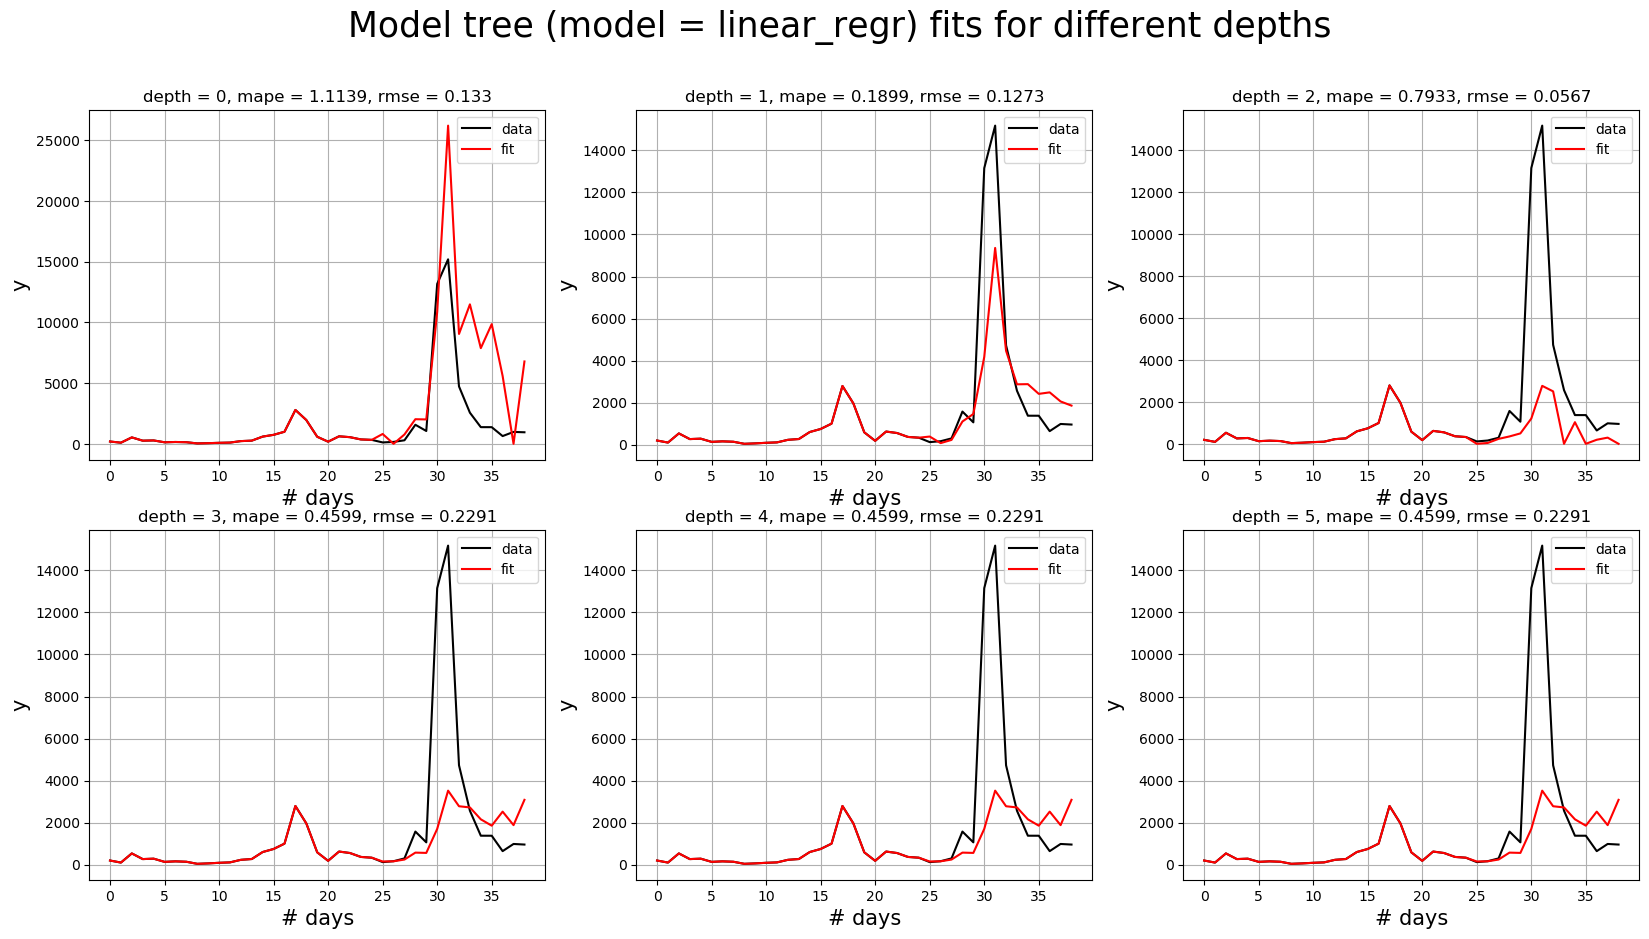 Model tree (model = linear_regr) fits for different depths
depth = 0, mape = 1.1139, rmse = 0.133
25000
20000
15000
10000
5000
0
y
data
fit
0 5 10 15 20 25 30 35
# days
depth = 1, mape = 0.1899, rmse = 0.1273
14000
12000
10000
8000
6000
4000
2000
0
y
data
fit
0 5 10 15 20 25 30 35
# days
depth = 2, mape = 0.7933, rmse = 0.0567
14000
12000
10000
8000
6000
4000
2000
0
y
data
fit
0 5 10 15 20 25 30 35
# days
depth = 3, mape = 0.4599, rmse = 0.2291
14000
12000
10000
8000
6000
4000
2000
0
y
data
fit
0 5 10 15 20 25 30 35
# days
depth = 4, mape = 0.4599, rmse = 0.2291
14000
12000
10000
8000
6000
4000
2000
0
y
data
fit
0 5 10 15 20 25 30 35
# days
depth = 5, mape = 0.4599, rmse = 0.2291
14000
12000
10000
8000
6000
4000
2000
0
y
data
fit
0 5 10 15 20 25 30 35
# days